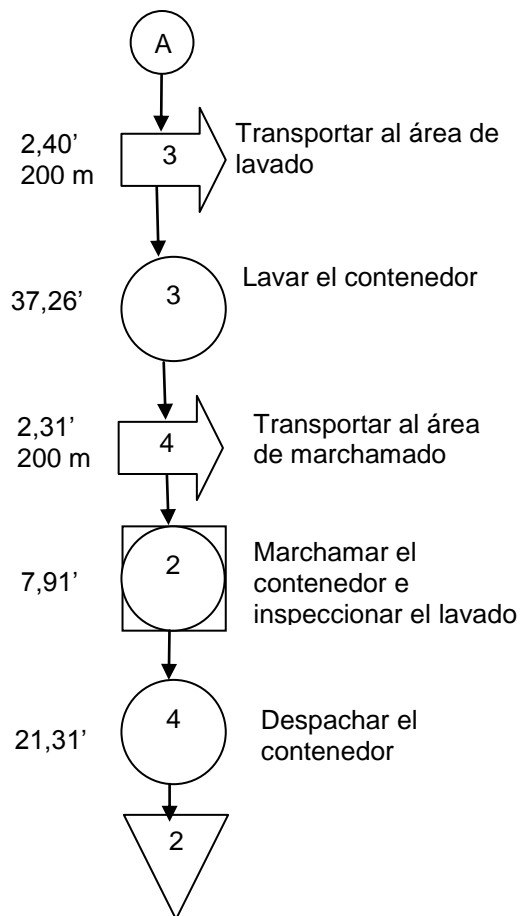 A
2,40’
200 m
3
Transportar al área de
lavado
37,26’
3
Lavar el contenedor
2,31’
200 m
4
Transportar al área
de marchamado
7,91’
2
Marchamar el
contenedor e
inspeccionar el lavado
21,31’
4
Despachar el
contenedor
2